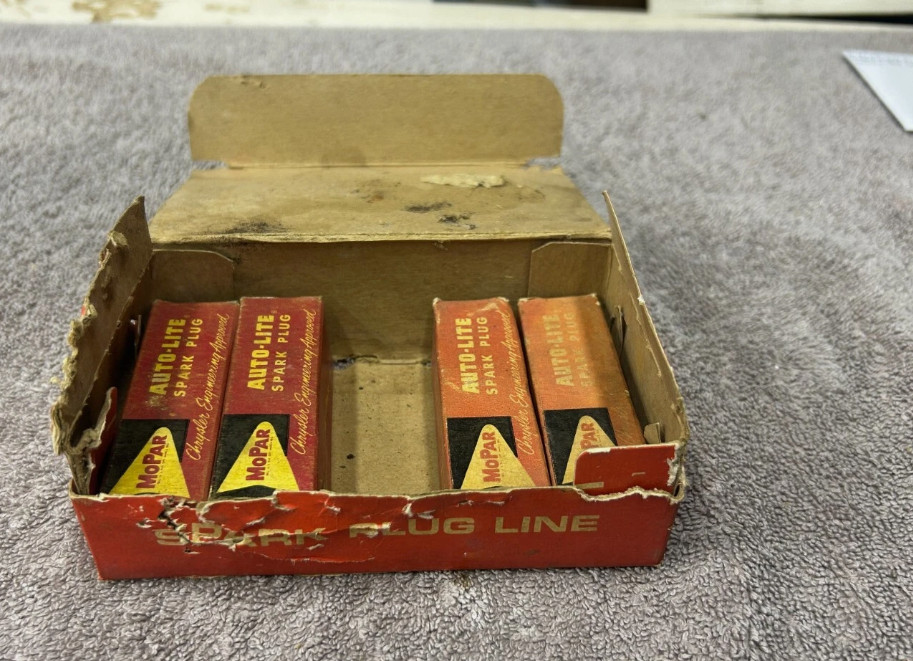 AUTO-LITE
SPARK PLUG
Chrysler Engineering Approved
MOPAR
AUTO-LITE
SPARK PLUG
Chrysler Engineering Approved
MOPAR
AUTO-LITE
SPARK PLUG
Chrysler Engineering Approved
MOPAR
AUTO-LITE
SPARK PLUG
MOPAR
SPARK PLUG LINE